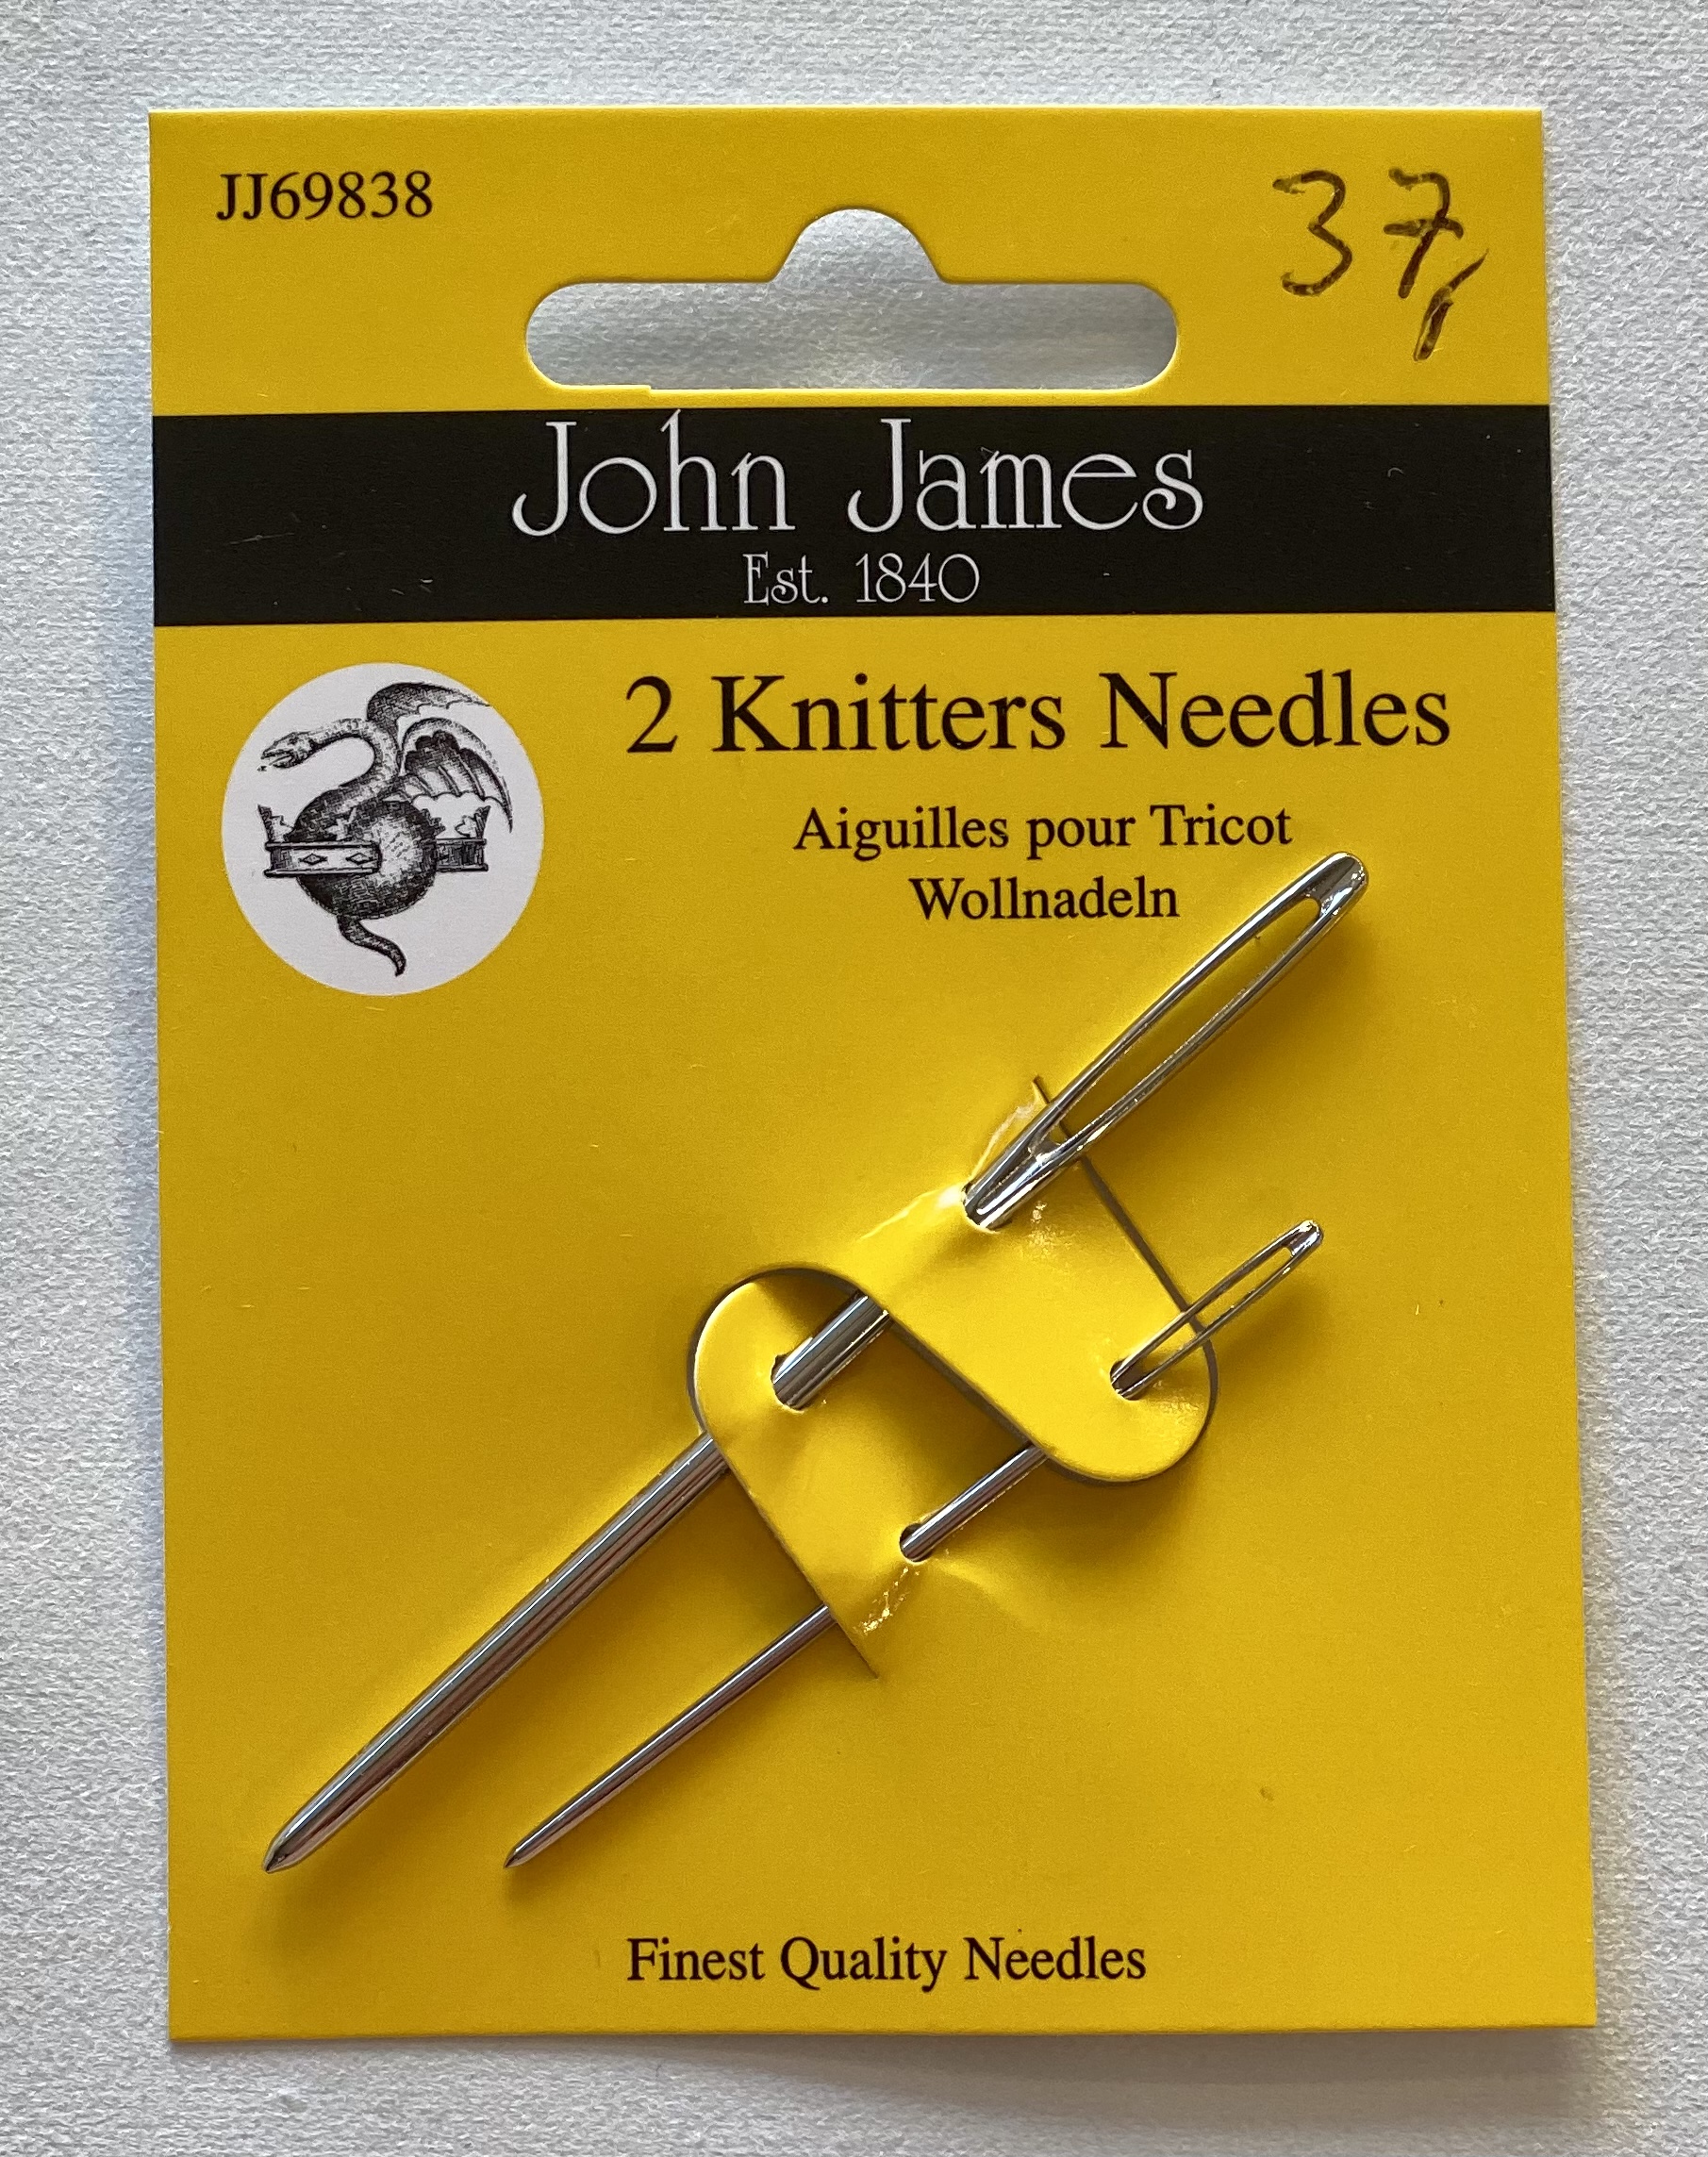 JJ69838
37,
John James
Est. 1840
2 Knitters Needles
Aiguilles pour Tricot
Wollnadeln
Finest Quality Needles